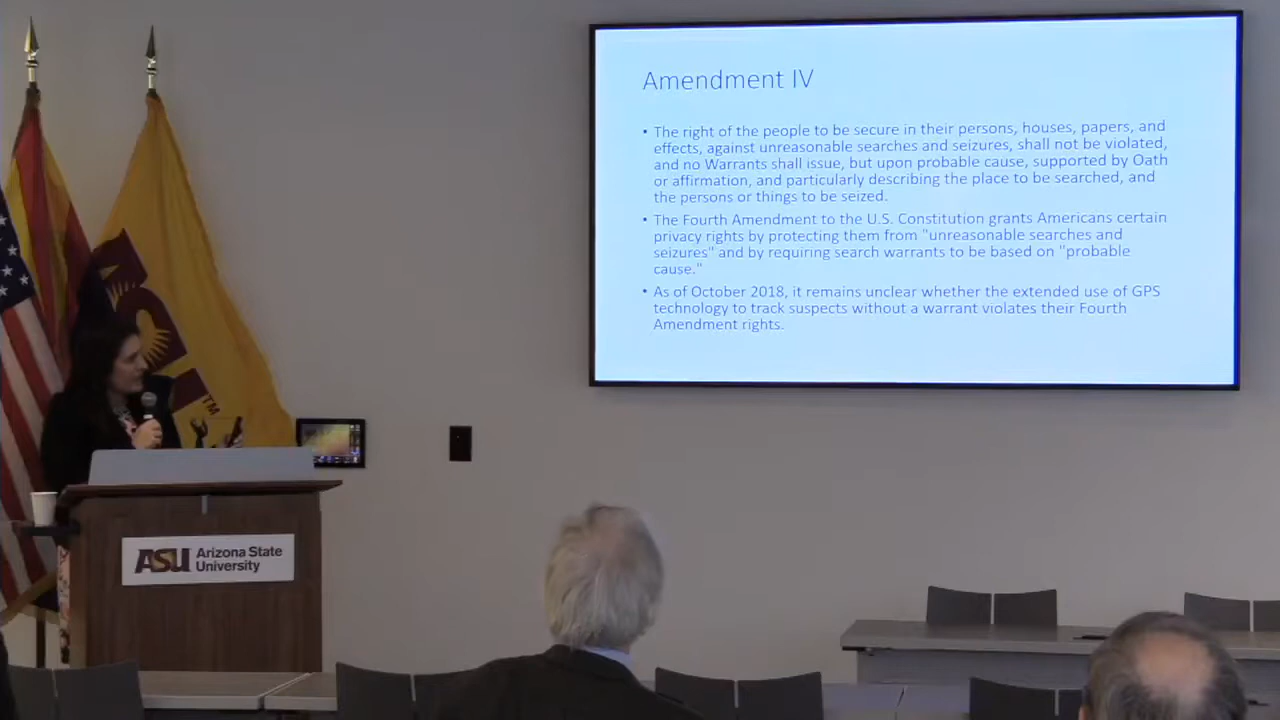 Amendment IV
• The right of the people to be secure in their persons, houses, papers, and
effects, against unreasonable searches and seizures, shall not be violated,
and no Warrants shall issue, but upon probable cause, supported by Oath
or affirmation, and particularly describing the place to be searched, and
the persons or things to be seized.
• The Fourth Amendment to the U.S. Constitution grants Americans certain
privacy rights by protecting them from "unreasonable searches and
seizures" and by requiring search warrants to be based on "probable
cause."
• As of October 2018, it remains unclear whether the extended use of GPS
technology to track suspects without a warrant violates their Fourth
Amendment rights.
TM
ASU Arizona State
University